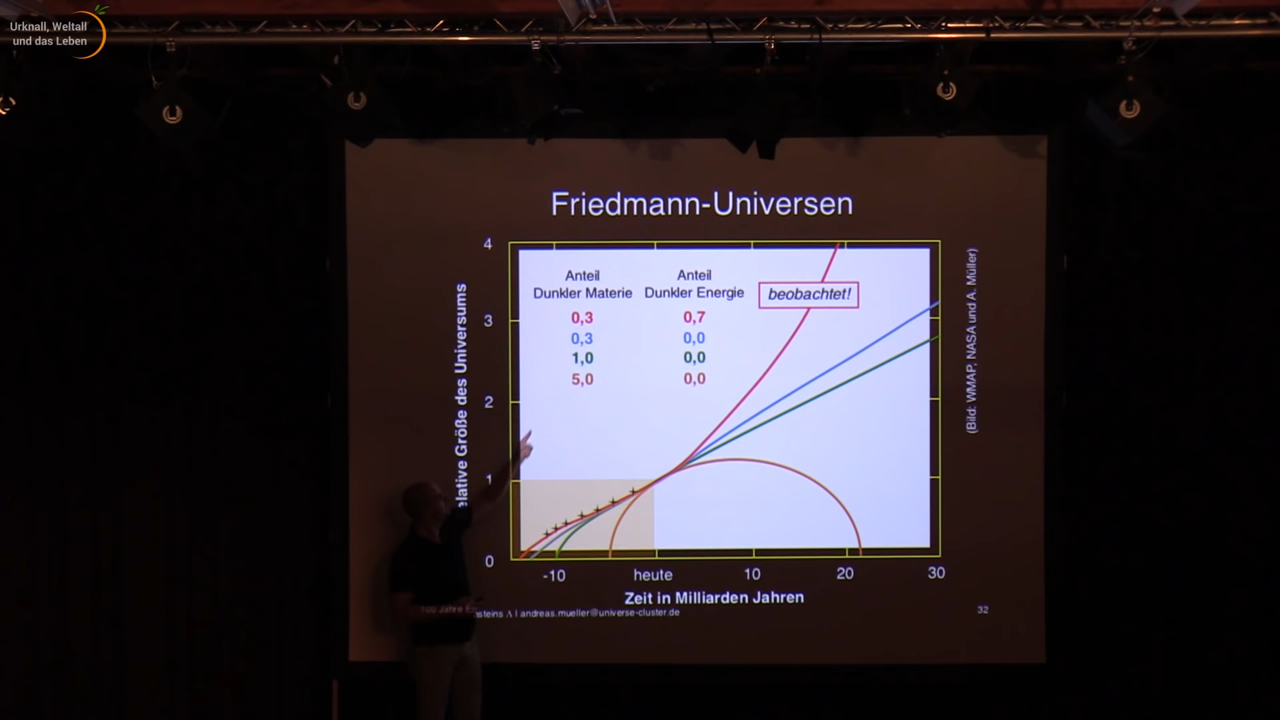 Urknall, Weltall
und das Leben
Friedmann-Universen
4
3
2
1
0
elative Größe des Universums
Anteil
Dunkler Materie
Anteil
Dunkler Energie
beobachtet!
0,3 0,7
0,3 0,0
1,0 0,0
5,0 0,0
(Bild: WMAP, NASA und A. Müller)
-10 heute 10 20 30
Zeit in Milliarden Jahren
100 Jahre Einsteins Λ | andreas.mueller@universe-cluster.de
32